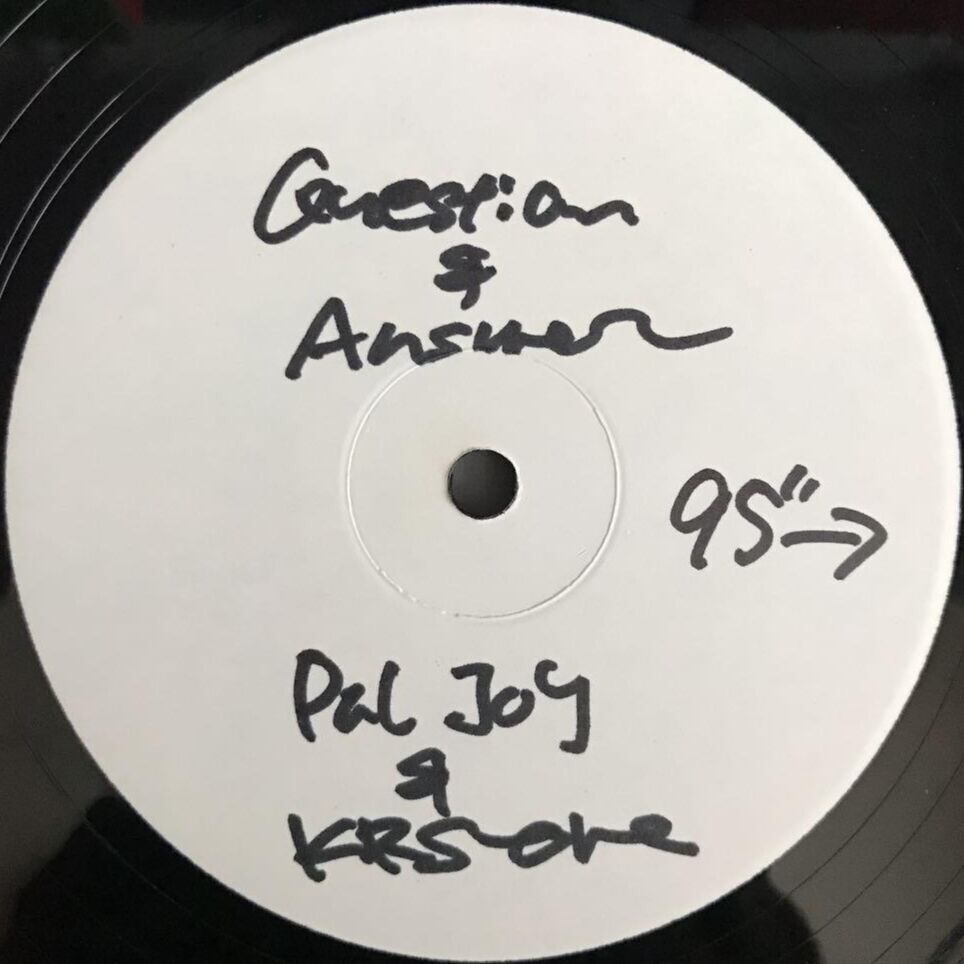 Question
&
Answer
95"→
Pal Joy
&
KRS-one